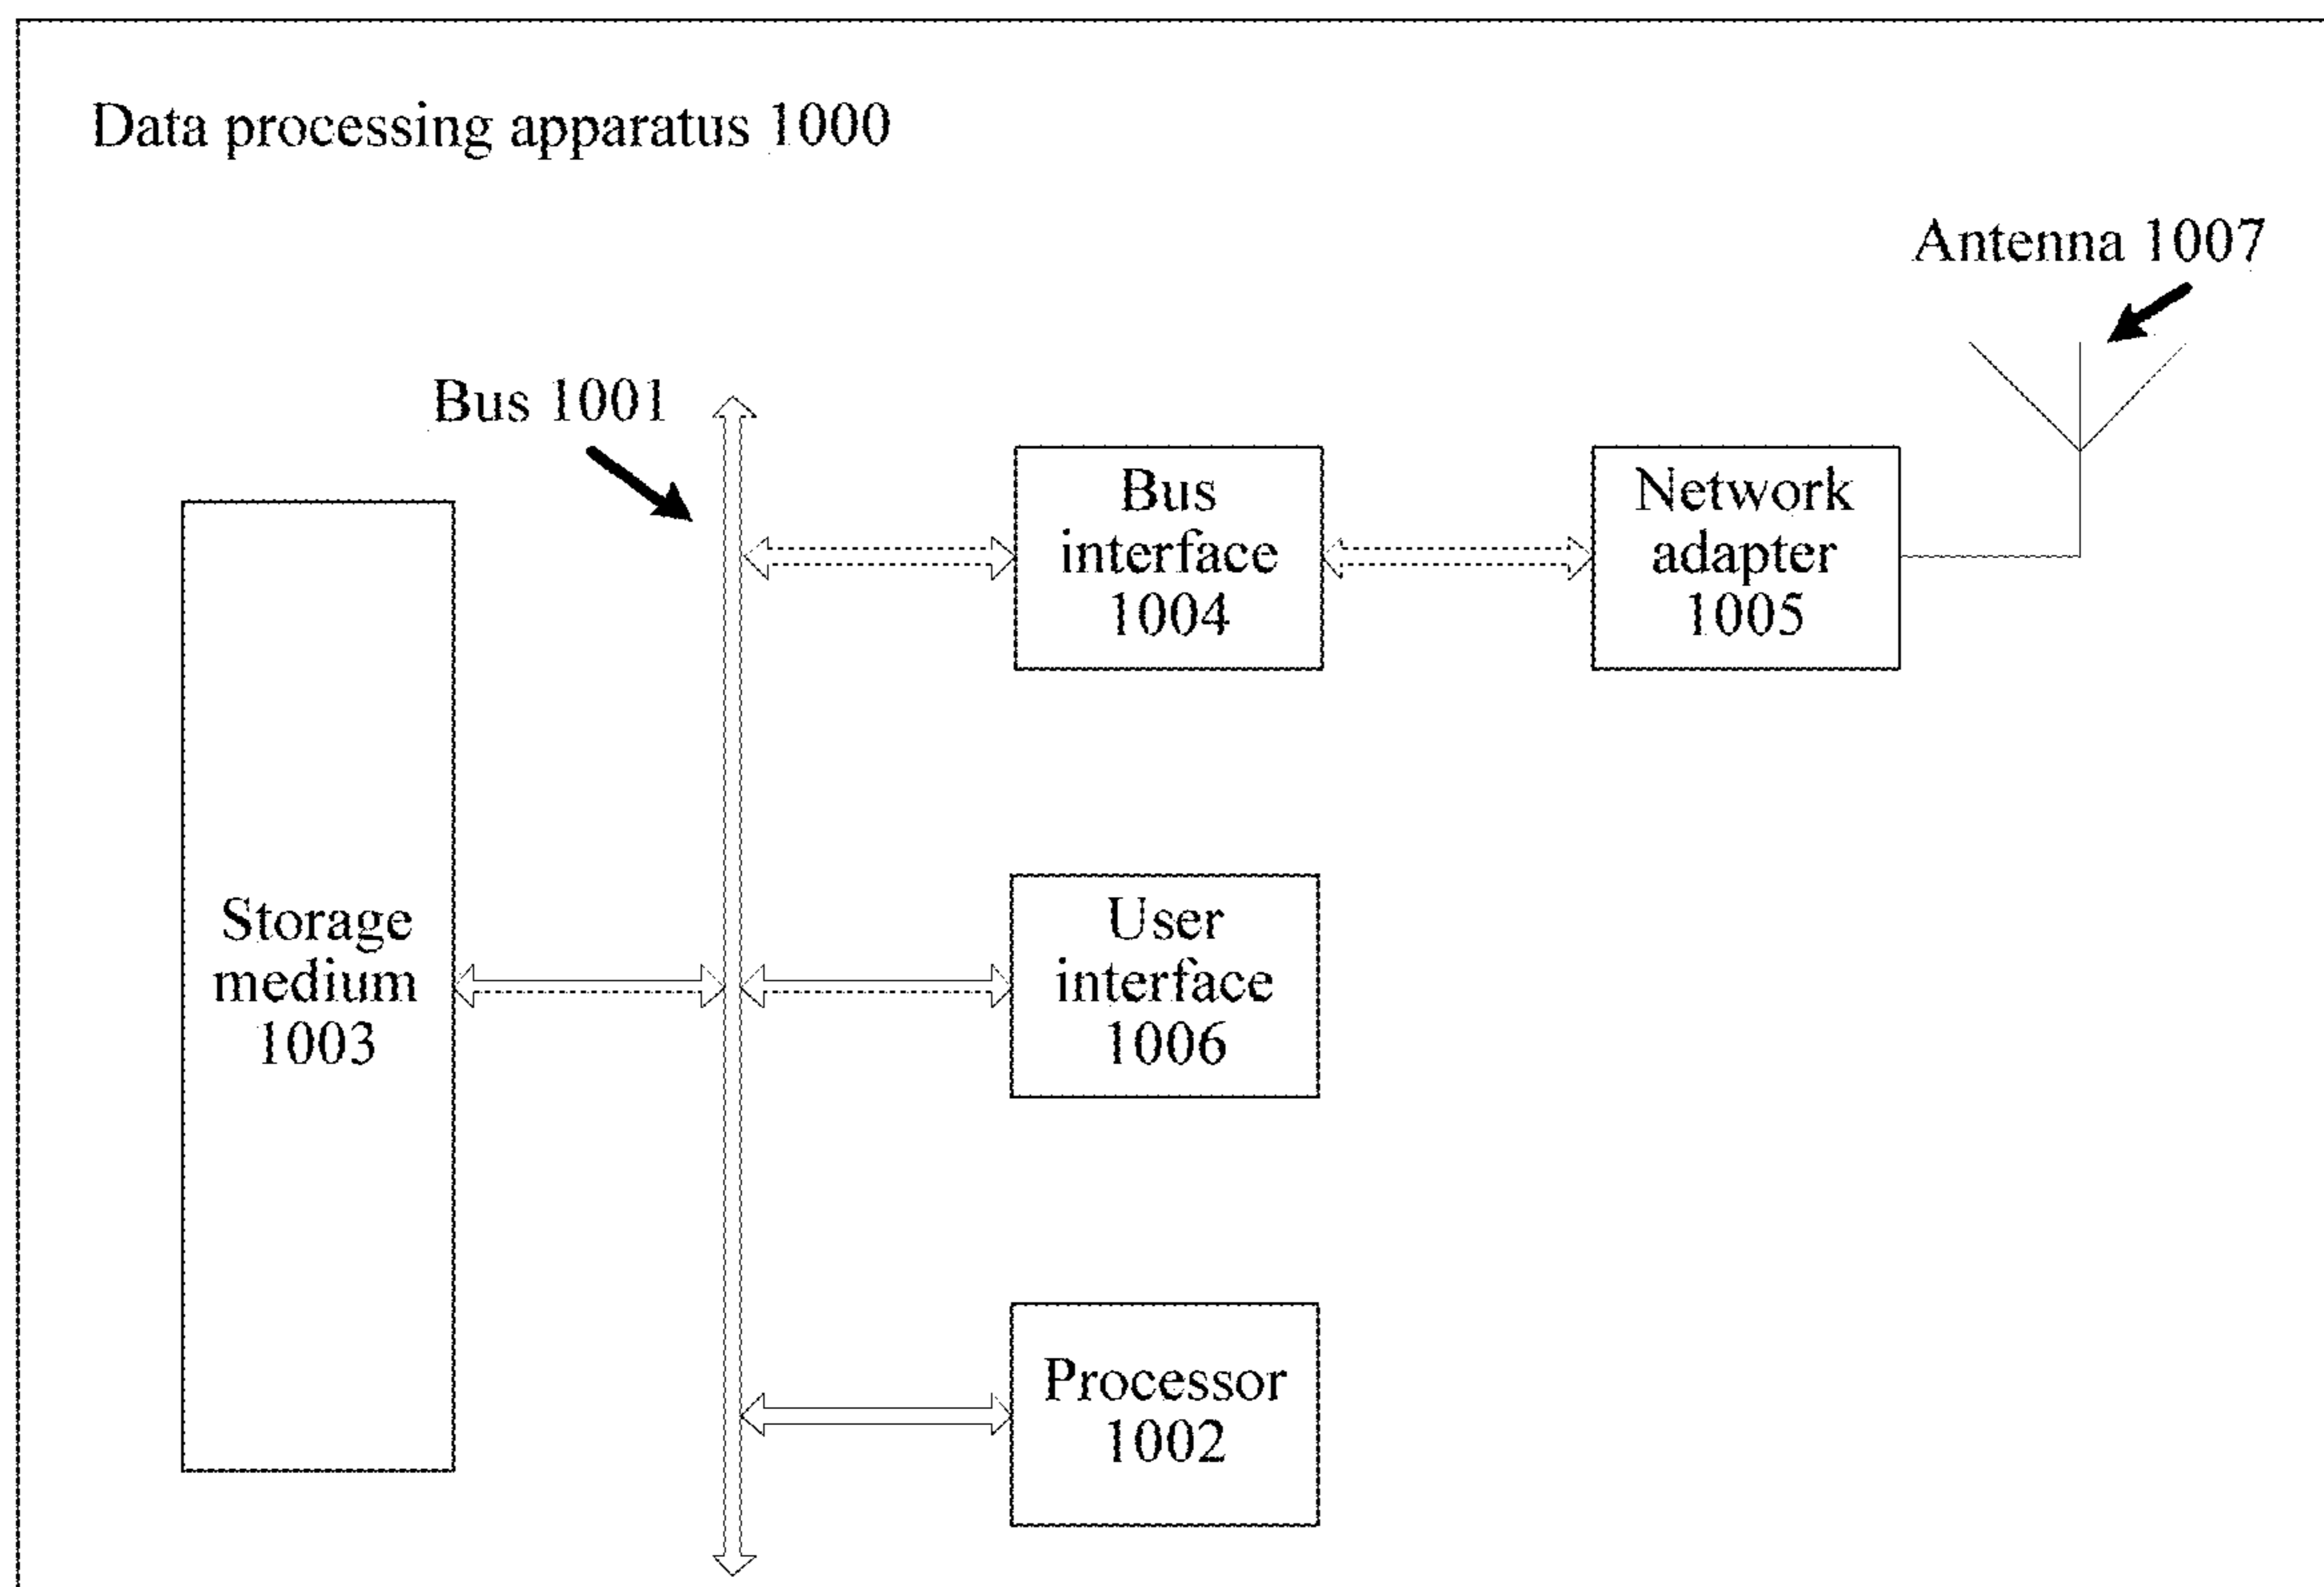 Data processing apparatus 1000
Antenna 1007
Bus 1001
Bus
interface
1004
Network
adapter
1005
Storage
medium
1003
User
interface
1006
Processor
1002